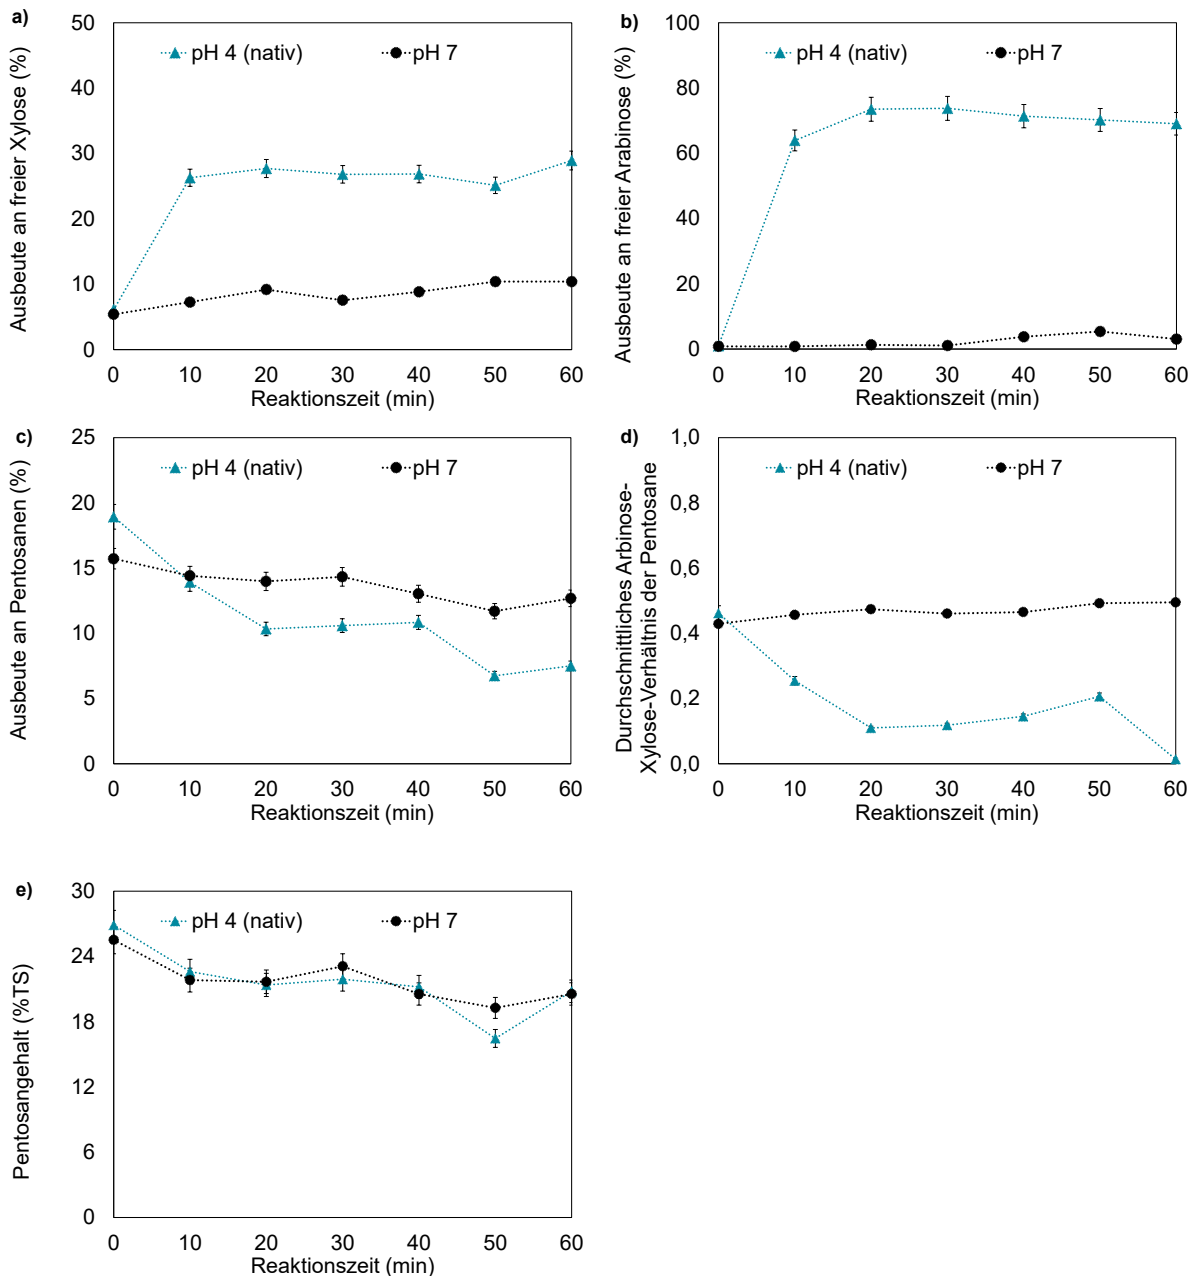 a)
Ausbeute an freier Xylose (%)
50
40
30
20
10
0
pH 4 (nativ)
pH 7
0 10 20 30 40 50 60
Reaktionszeit (min)
b)
Ausbeute an freier Arabinose (%)
100
80
60
40
20
0
pH 4 (nativ)
pH 7
0 10 20 30 40 50 60
Reaktionszeit (min)
c)
Ausbeute an Pentosanen (%)
25
20
15
10
5
0
pH 4 (nativ)
pH 7
0 10 20 30 40 50 60
Reaktionszeit (min)
d)
Durchschnittliches Arbinose-
Xylose-Verhältnis der Pentosane
1,0
0,8
0,6
0,4
0,2
0,0
pH 4 (nativ)
pH 7
0 10 20 30 40 50 60
Reaktionszeit (min)
e)
Pentosangehalt (%TS)
30
24
18
12
6
0
pH 4 (nativ)
pH 7
0 10 20 30 40 50 60
Reaktionszeit (min)